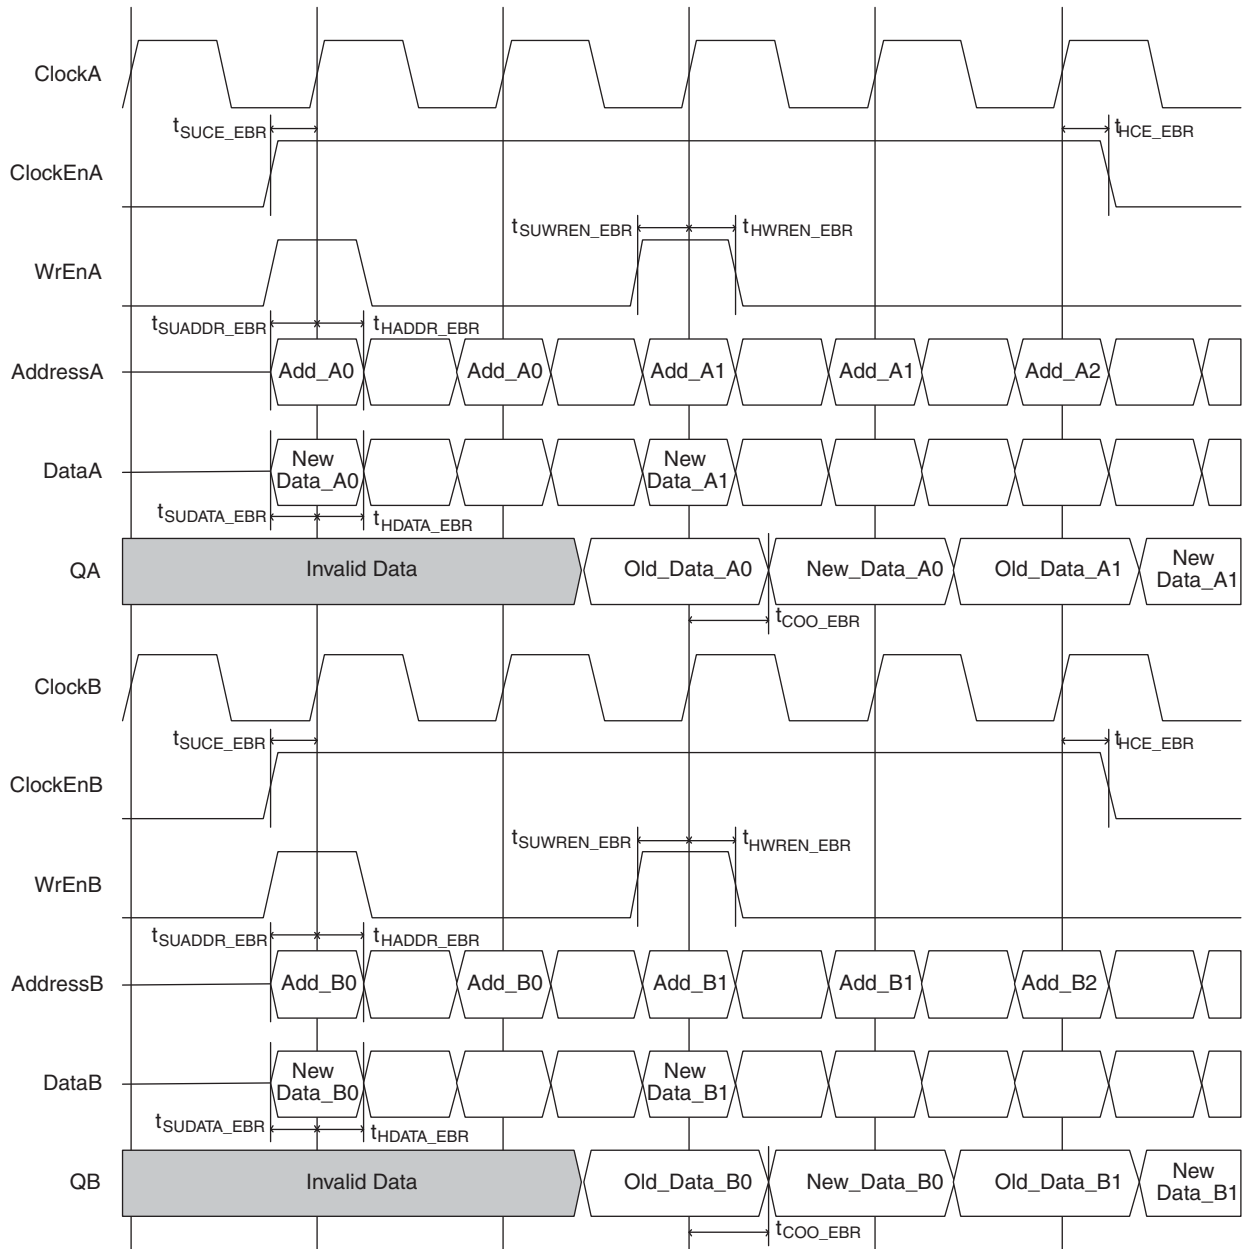 ClockA
tSUCE_EBR
tHCE_EBR
ClockEnA
tSUWREN_EBR
tHWREN_EBR
WrEnA
tSUADDR_EBR
tHADDR_EBR
AddressA
Add_A0
Add_A0
Add_A1
Add_A1
Add_A2
DataA
New
Data_A0
New
Data_A1
tSUDATA_EBR
tHDATA_EBR
QA
Invalid Data
Old_Data_A0
New_Data_A0
Old_Data_A1
New
Data_A1
tCOO_EBR
ClockB
tSUCE_EBR
tHCE_EBR
ClockEnB
tSUWREN_EBR
tHWREN_EBR
WrEnB
tSUADDR_EBR
tHADDR_EBR
AddressB
Add_B0
Add_B0
Add_B1
Add_B1
Add_B2
DataB
New
Data_B0
New
Data_B1
tSUDATA_EBR
tHDATA_EBR
QB
Invalid Data
Old_Data_B0
New_Data_B0
Old_Data_B1
New
Data_B1
tCOO_EBR